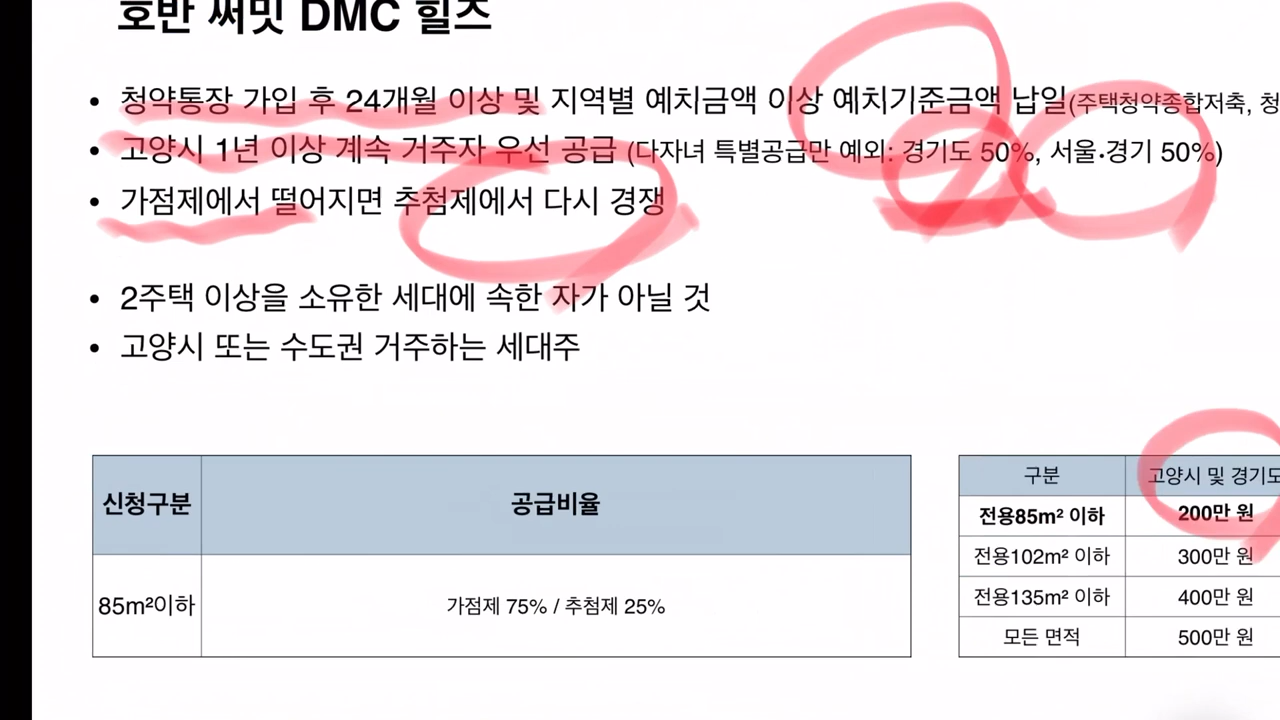 호반 써밋 DMC 힐즈
• 청약통장 가입 후 24개월 이상 및 지역별 예치금액 이상 예치기준금액 납일(주택청약종합저축, 청
• 고양시 1년 이상 계속 거주자 우선 공급 (다자녀 특별공급만 예외: 경기도 50%, 서울·경기 50%)
• 가점제에서 떨어지면 추첨제에서 다시 경쟁
• 2주택 이상을 소유한 세대에 속한 자가 아닐 것
• 고양시 또는 수도권 거주하는 세대주
신청구분 공급비율
85m²이하 가점제 75% / 추첨제 25%
구분 고양시 및 경기도
전용85m² 이하 200만 원
전용102m² 이하 300만 원
전용135m² 이하 400만 원
모든 면적 500만 원